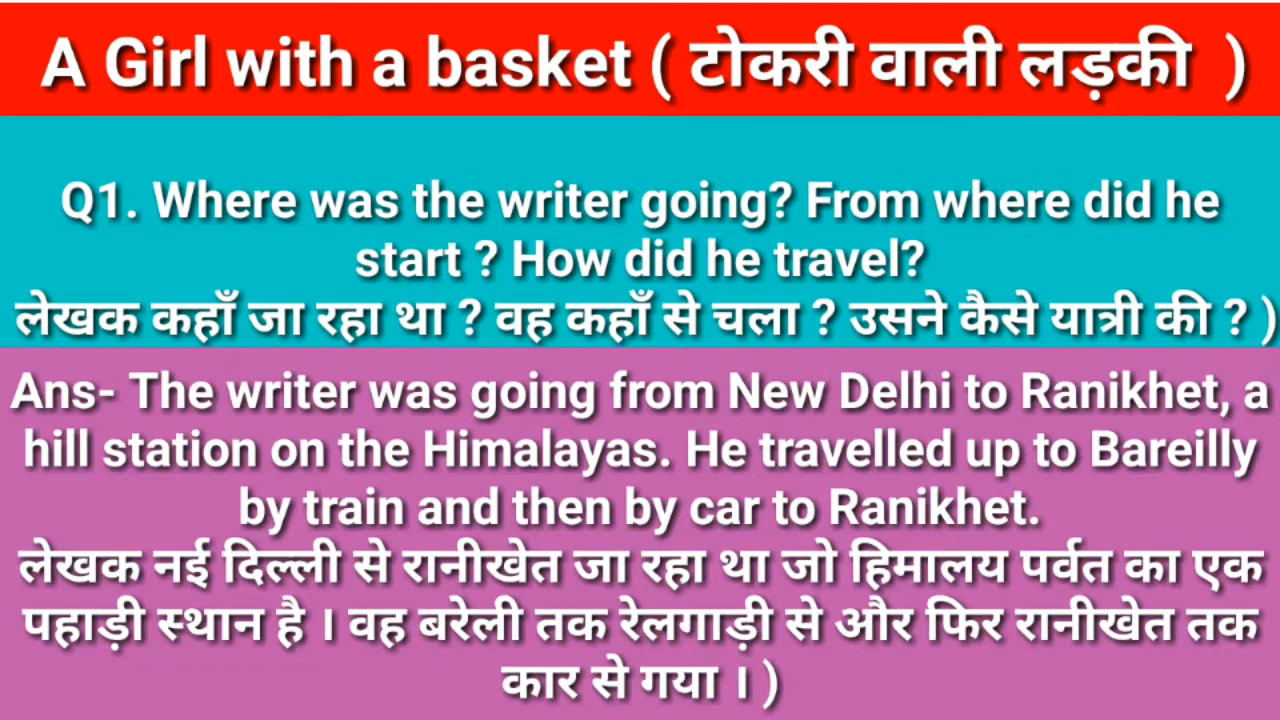 A Girl with a basket ( टोकरी वाली लड़की )
Q1. Where was the writer going? From where did he
start ? How did he travel?
लेखक कहाँ जा रहा था ? वह कहाँ से चला ? उसने कैसे यात्री की ? )
Ans- The writer was going from New Delhi to Ranikhet, a
hill station on the Himalayas. He travelled up to Bareilly
by train and then by car to Ranikhet.
लेखक नई दिल्ली से रानीखेत जा रहा था जो हिमालय पर्वत का एक
पहाड़ी स्थान है । वह बरेली तक रेलगाड़ी से और फिर रानीखेत तक
कार से गया । )